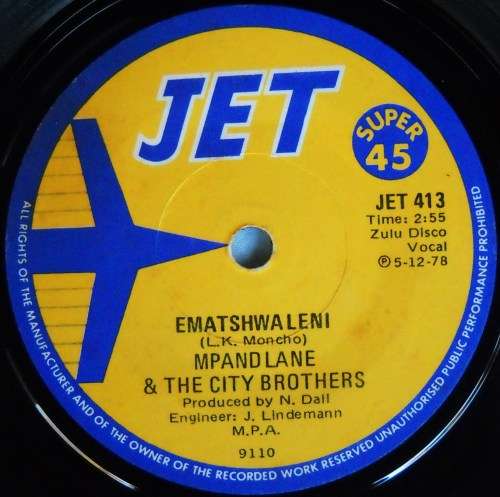 JET
SUPER
45
JET 413
Time: 2:55
Zulu Disco
Vocal
℗ 5-12-78
EMATSHWALENI
(L.K. Moncho)
MPANDLANE
& THE CITY BROTHERS
Produced by N. Dall
Engineer: J. Lindemann
M.P.A.
9110
ALL RIGHTS OF THE MANUFACTURER AND OF THE OWNER OF THE RECORDED WORK RESERVED UNAUTHORISED PUBLIC PERFORMANCE PROHIBITED